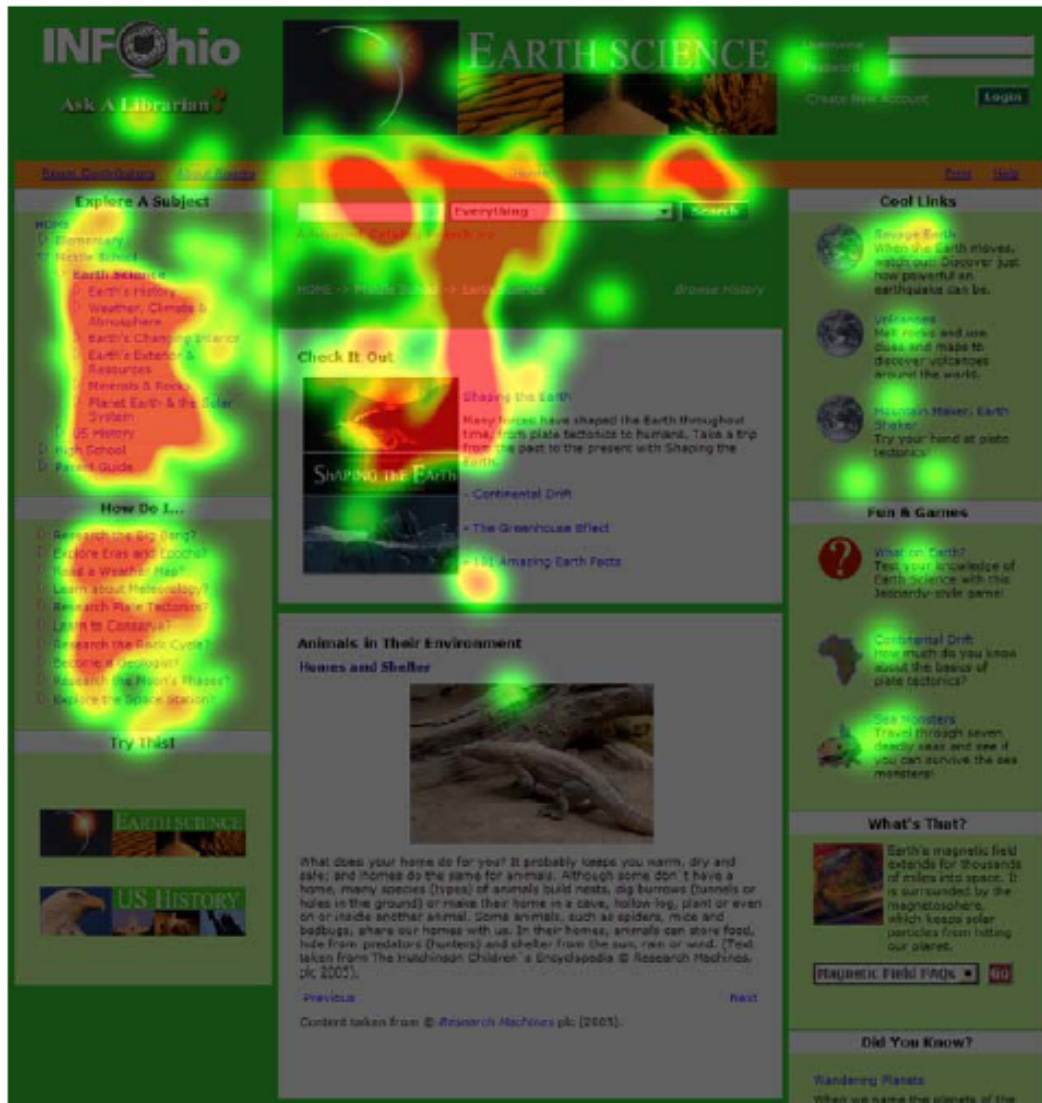 INFOhio
Ask A Librarian?
EARTH SCIENCE
Username
Password
Create New Account
Login
About
Home
Print
Help
Explore A Subject
HOME
Elementary
Middle School
Earth Science
Earth's History
Weather, Climate &
Atmosphere
Earth's Changing Interior
Earth's Exterior &
Resources
Minerals & Rocks
Planet Earth & the Solar
System
US History
High School
Parent Guide
How Do I...
Research the Big Bang?
Explore Eras and Epochs?
Read a Weather Map?
Learn about Meteorology?
Research Plate Tectonics?
Learn to Conserve?
Research the Rock Cycle?
Become a Geologist?
Research the Moon's Phases?
Explore the Space Station?
Try This!
EARTH SCIENCE
US HISTORY
Everything
Search
Advanced Catalog Search >>
HOME -> Middle School -> Earth Science
Browse History
Check It Out
SHAPING THE EARTH
Shaping the Earth
Many forces have shaped the Earth throughout
time, from plate tectonics to humans. Take a trip
from the past to the present with Shaping the
Earth.
- Continental Drift
- The Greenhouse Effect
- 101 Amazing Earth Facts
Animals in Their Environment
Homes and Shelter
What does your home do for you? It probably keeps you warm, dry and
safe; and homes do the same for animals. Although some don`t have a
home, many species (types) of animals build nests, dig burrows (tunnels or
holes in the ground) or make their home in a cave, hollow log, plant or even
on or inside another animal. Some animals, such as spiders, mice and
bedbugs, share our homes with us. In their homes, animals can store food,
hide from predators (hunters) and shelter from the sun, rain or wind. (Text
taken from The Hutchinson Children`s Encyclopedia © Research Machines
plc 2005).
Previous
Next
Content taken from © Research Machines plc (2005).
Cool Links
Savage Earth
When the Earth moves,
watch out! Discover just
how powerful an
earthquake can be.
Volcanoes
Melt rocks and use
clues and maps to
discover volcanoes
around the world.
Mountain Maker, Earth
Shaker
Try your hand at plate
tectonics!
Fun & Games
What on Earth?
Test your knowledge of
Earth Science with this
Jeopardy-style game!
Continental Drift
How much do you know
about the basics of
plate tectonics?
Sea Monsters
Travel through seven
deadly seas and see if
you can survive the sea
monsters!
What's That?
Earth's magnetic field
extends for thousands
of miles into space. It
is surrounded by the
magnetosphere,
which keeps solar
particles from hitting
our planet.
Magnetic Field FAQs
Go
Did You Know?
Wandering Planets
When we name the planets of the